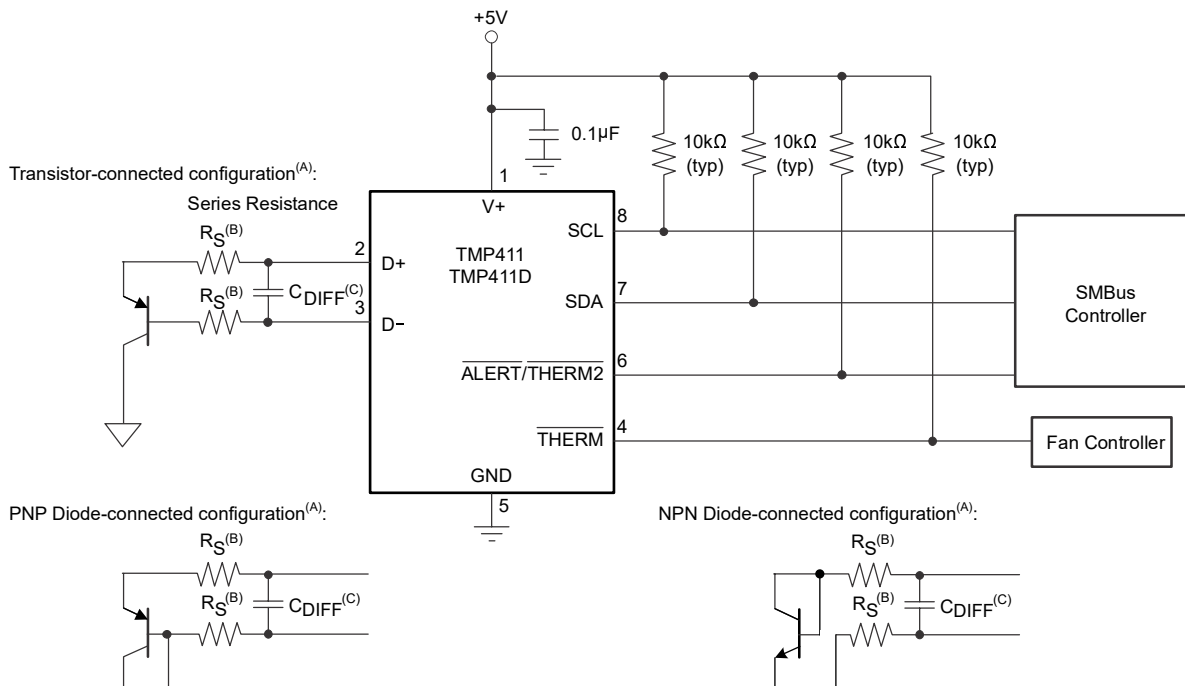 +5V
0.1µF
10kΩ
(typ)
10kΩ
(typ)
10kΩ
(typ)
10kΩ
(typ)
Transistor-connected configuration(A):
Series Resistance
RS(B)
RS(B)
CDIFF(C)
1
V+
2
D+
3
D−
TMP411
TMP411D
8
SCL
7
SDA
6
ALERT/THERM2
4
THERM
GND
5
SMBus
Controller
Fan Controller
PNP Diode-connected configuration(A):
RS(B)
RS(B)
CDIFF(C)
NPN Diode-connected configuration(A):
RS(B)
RS(B)
CDIFF(C)